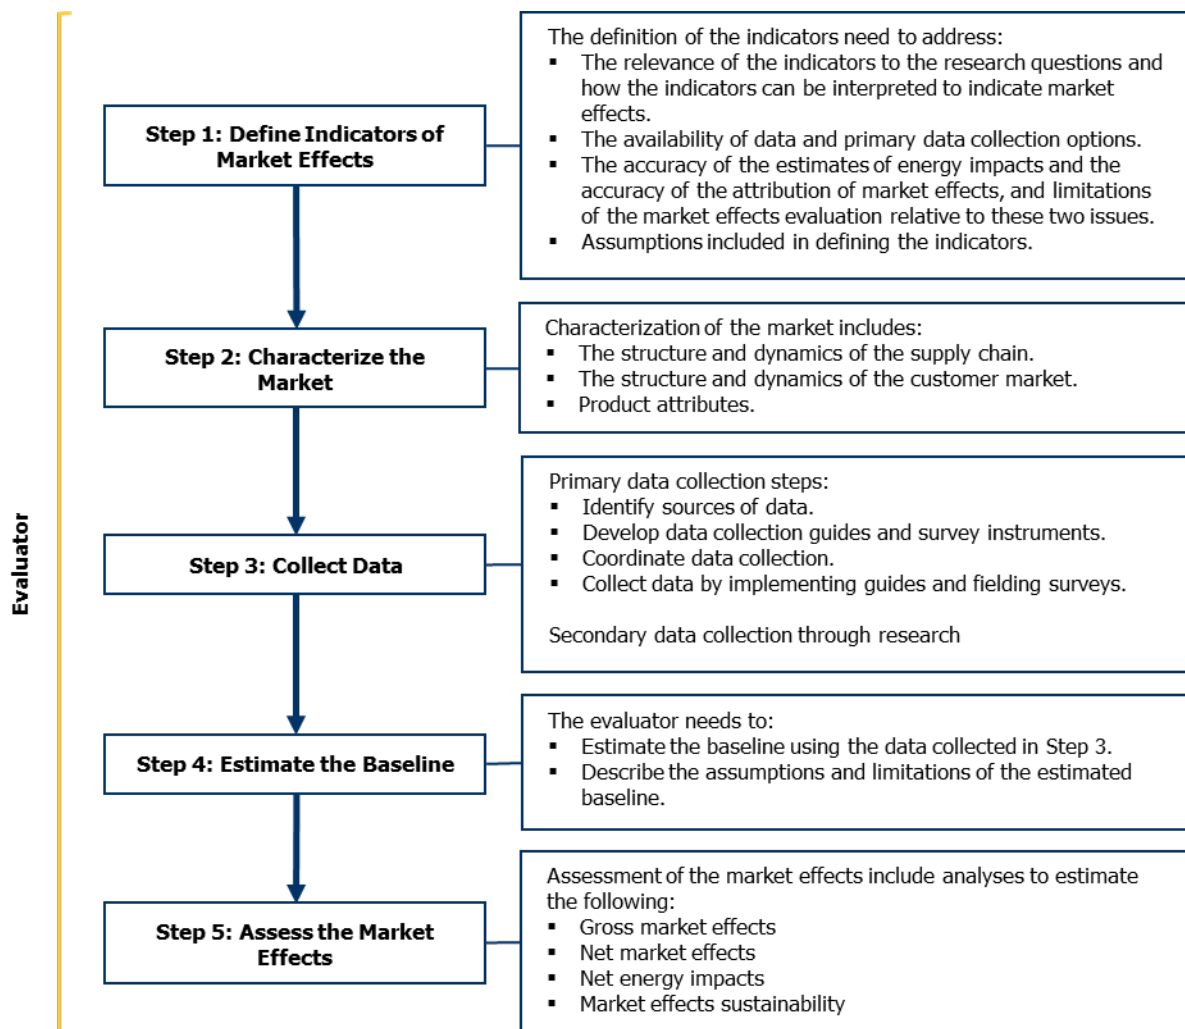 Evaluator
Step 1: Define Indicators of
Market Effects
The definition of the indicators need to address:
▪ The relevance of the indicators to the research questions and
how the indicators can be interpreted to indicate market
effects.
▪ The availability of data and primary data collection options.
▪ The accuracy of the estimates of energy impacts and the
accuracy of the attribution of market effects, and limitations
of the market effects evaluation relative to these two issues.
▪ Assumptions included in defining the indicators.
Step 2: Characterize the
Market
Characterization of the market includes:
▪ The structure and dynamics of the supply chain.
▪ The structure and dynamics of the customer market.
▪ Product attributes.
Step 3: Collect Data
Primary data collection steps:
▪ Identify sources of data.
▪ Develop data collection guides and survey instruments.
▪ Coordinate data collection.
▪ Collect data by implementing guides and fielding surveys.
Secondary data collection through research
Step 4: Estimate the Baseline
The evaluator needs to:
▪ Estimate the baseline using the data collected in Step 3.
▪ Describe the assumptions and limitations of the estimated
baseline.
Step 5: Assess the Market
Effects
Assessment of the market effects include analyses to estimate
the following:
▪ Gross market effects
▪ Net market effects
▪ Net energy impacts
▪ Market effects sustainability